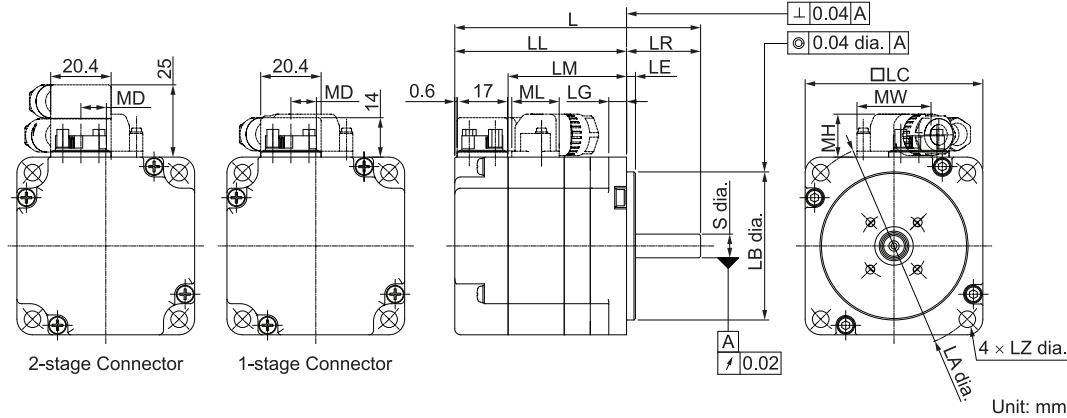 20.4
25
MD
2-stage Connector
20.4
MD
14
1-stage Connector
L
LL
LR
LM
LE
0.6
17
ML
LG
S dia.
LB dia.
A
↗ 0.02
⊥ 0.04 A
◎ 0.04 dia. A
□LC
MW
MH
4 × LZ dia.
LA dia.
Unit: mm